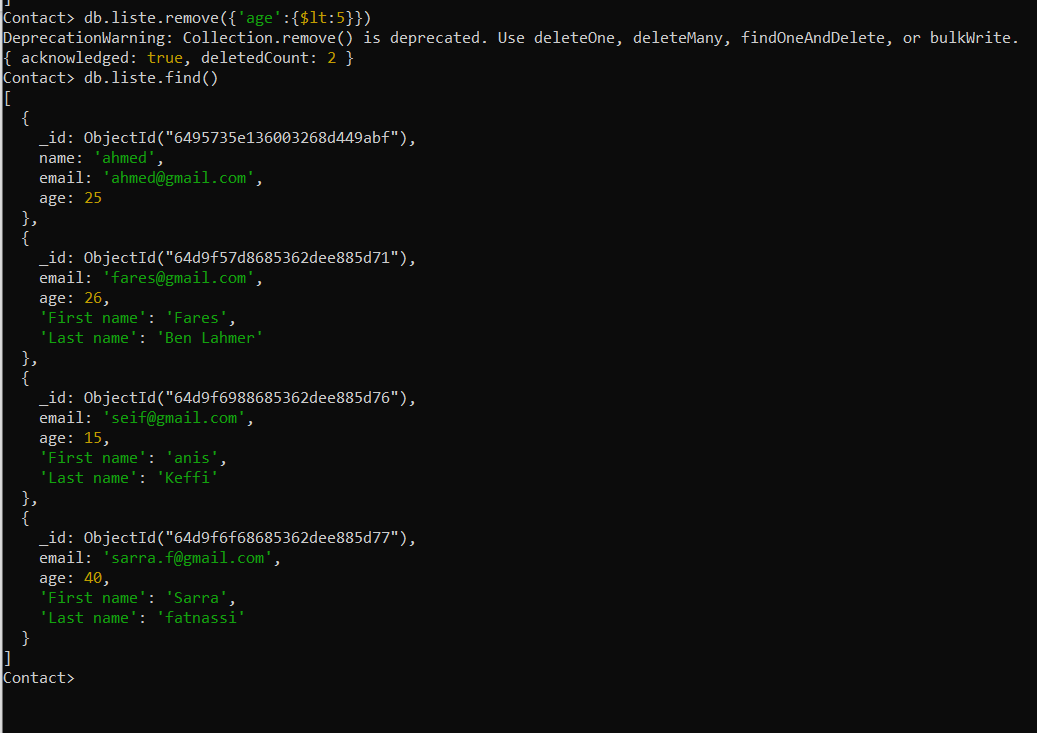 ]
Contact> db.liste.remove({'age':{$lt:5}})
DeprecationWarning: Collection.remove() is deprecated. Use deleteOne, deleteMany, findOneAndDelete, or bulkWrite.
{ acknowledged: true, deletedCount: 2 }
Contact> db.liste.find()
[
  {
    _id: ObjectId("6495735e136003268d449abf"),
    name: 'ahmed',
    email: 'ahmed@gmail.com',
    age: 25
  },
  {
    _id: ObjectId("64d9f57d8685362dee885d71"),
    email: 'fares@gmail.com',
    age: 26,
    'First name': 'Fares',
    'Last name': 'Ben Lahmer'
  },
  {
    _id: ObjectId("64d9f6988685362dee885d76"),
    email: 'seif@gmail.com',
    age: 15,
    'First name': 'anis',
    'Last name': 'Keffi'
  },
  {
    _id: ObjectId("64d9f6f68685362dee885d77"),
    email: 'sarra.f@gmail.com',
    age: 40,
    'First name': 'Sarra',
    'Last name': 'fatnassi'
  }
]
Contact>